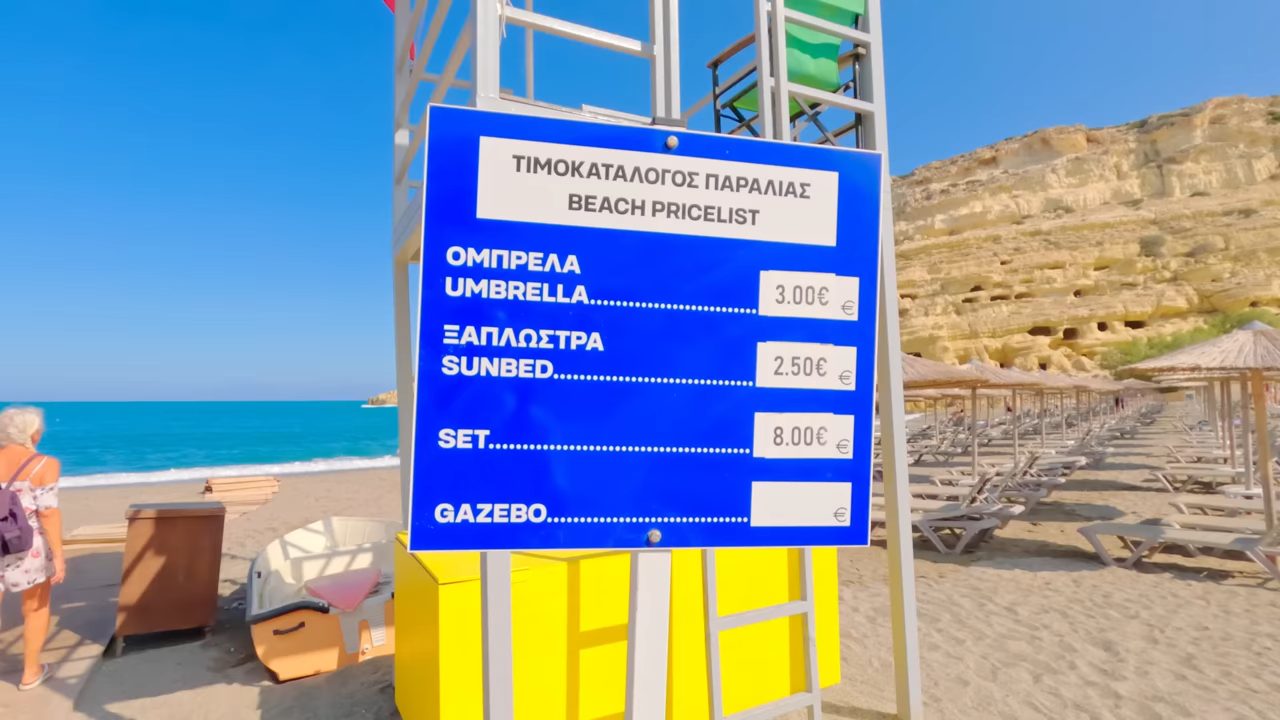 ΤΙΜΟΚΑΤΑΛΟΓΟΣ ΠΑΡΑΛΙΑΣ
BEACH PRICELIST
ΟΜΠΡΕΛΑ
UMBRELLA............................ 3.00€ €
ΞΑΠΛΩΣΤΡΑ
SUNBED................................. 2.50€ €
SET........................................... 8.00€ €
GAZEBO.................................. €